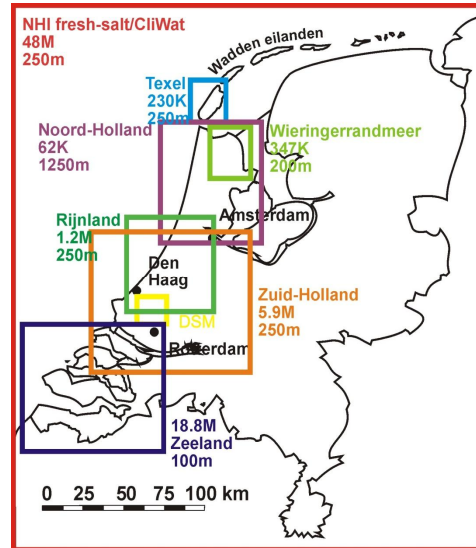 NHI fresh-salt/CliWat
48M
250m
Wadden eilanden
Texel
230K
250m
Noord-Holland
62K
1250m
Wieringerrandmeer
347K
200m
Rijnland
1.2M
250m
Amsterdam
Den
Haag
Zuid-Holland
5.9M
250m
DSM
Rotterdam
18.8M
Zeeland
100m
0 25 50 75 100 km